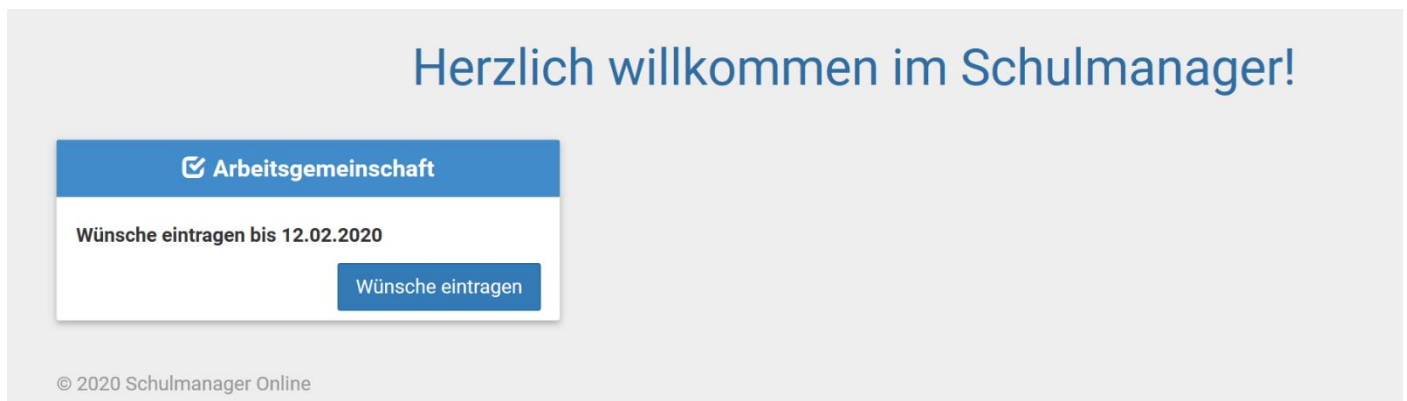 Herzlich willkommen im Schulmanager!
Arbeitsgemeinschaft
Wünsche eintragen bis 12.02.2020
Wünsche eintragen
© 2020 Schulmanager Online